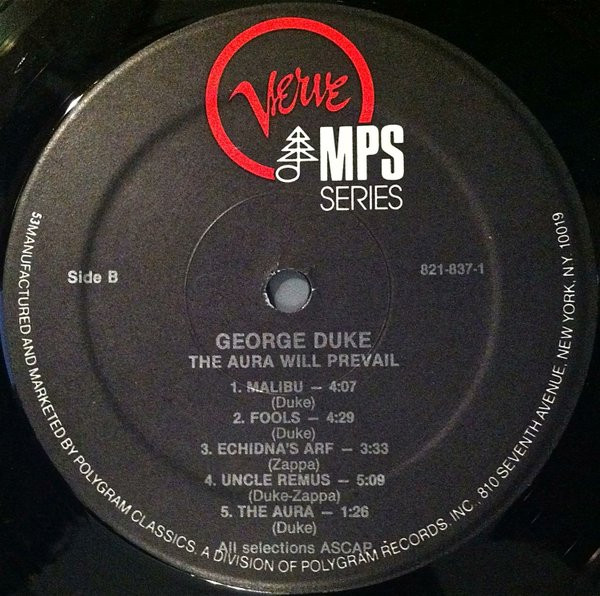 Verve
MPS
SERIES
Side B
821-837-1
GEORGE DUKE
THE AURA WILL PREVAIL
1. MALIBU — 4:07
(Duke)
2. FOOLS — 4:29
(Duke)
3. ECHIDNA'S ARF — 3:33
(Zappa)
4. UNCLE REMUS — 5:09
(Duke-Zappa)
5. THE AURA — 1:26
(Duke)
All selections ASCAP
53MANUFACTURED AND MARKETED BY POLYGRAM CLASSICS, A DIVISION OF POLYGRAM RECORDS, INC., 810 SEVENTH AVENUE, NEW YORK, N.Y. 10019